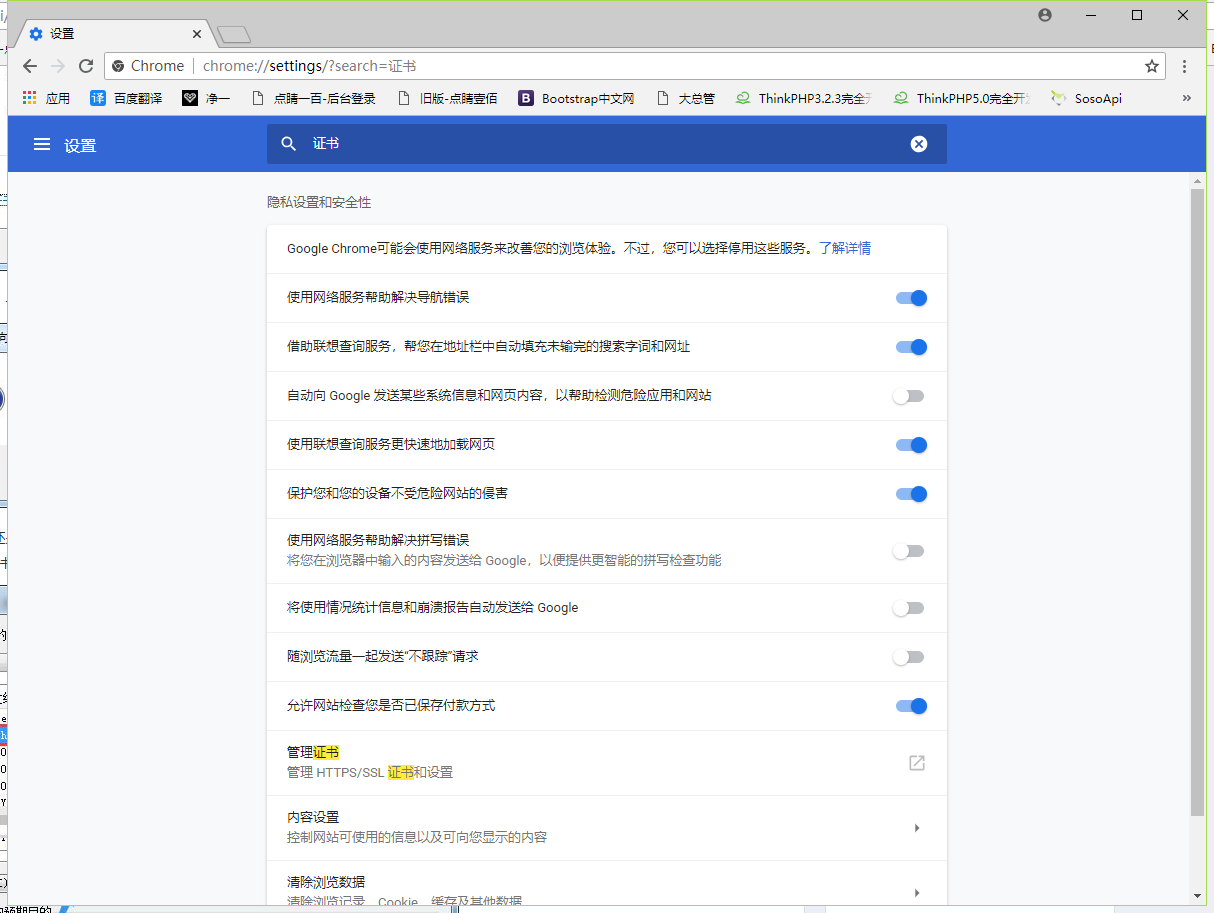 设置
Chrome chrome://settings/?search=证书
应用 百度翻译 净一 点睛一百-后台登录 旧版-点睛壹佰 Bootstrap中文网 大总管 ThinkPHP3.2.3完全 ThinkPHP5.0完全开 SosoApi »
设置 证书
隐私设置和安全性
Google Chrome可能会使用网络服务来改善您的浏览体验。不过，您可以选择停用这些服务。了解详情
使用网络服务帮助解决导航错误
借助联想查询服务，帮您在地址栏中自动填充未输完的搜索字词和网址
自动向 Google 发送某些系统信息和网页内容，以帮助检测危险应用和网站
使用联想查询服务更快速地加载网页
保护您和您的设备不受危险网站的侵害
使用网络服务帮助解决拼写错误
将您在浏览器中输入的内容发送给 Google，以便提供更智能的拼写检查功能
将使用情况统计信息和崩溃报告自动发送给 Google
随浏览流量一起发送“不跟踪”请求
允许网站检查您是否已保存付款方式
管理证书
管理 HTTPS/SSL 证书和设置
内容设置
控制网站可使用的信息以及可向您显示的内容
清除浏览数据
清除浏览记录、Cookie、缓存及其他数据